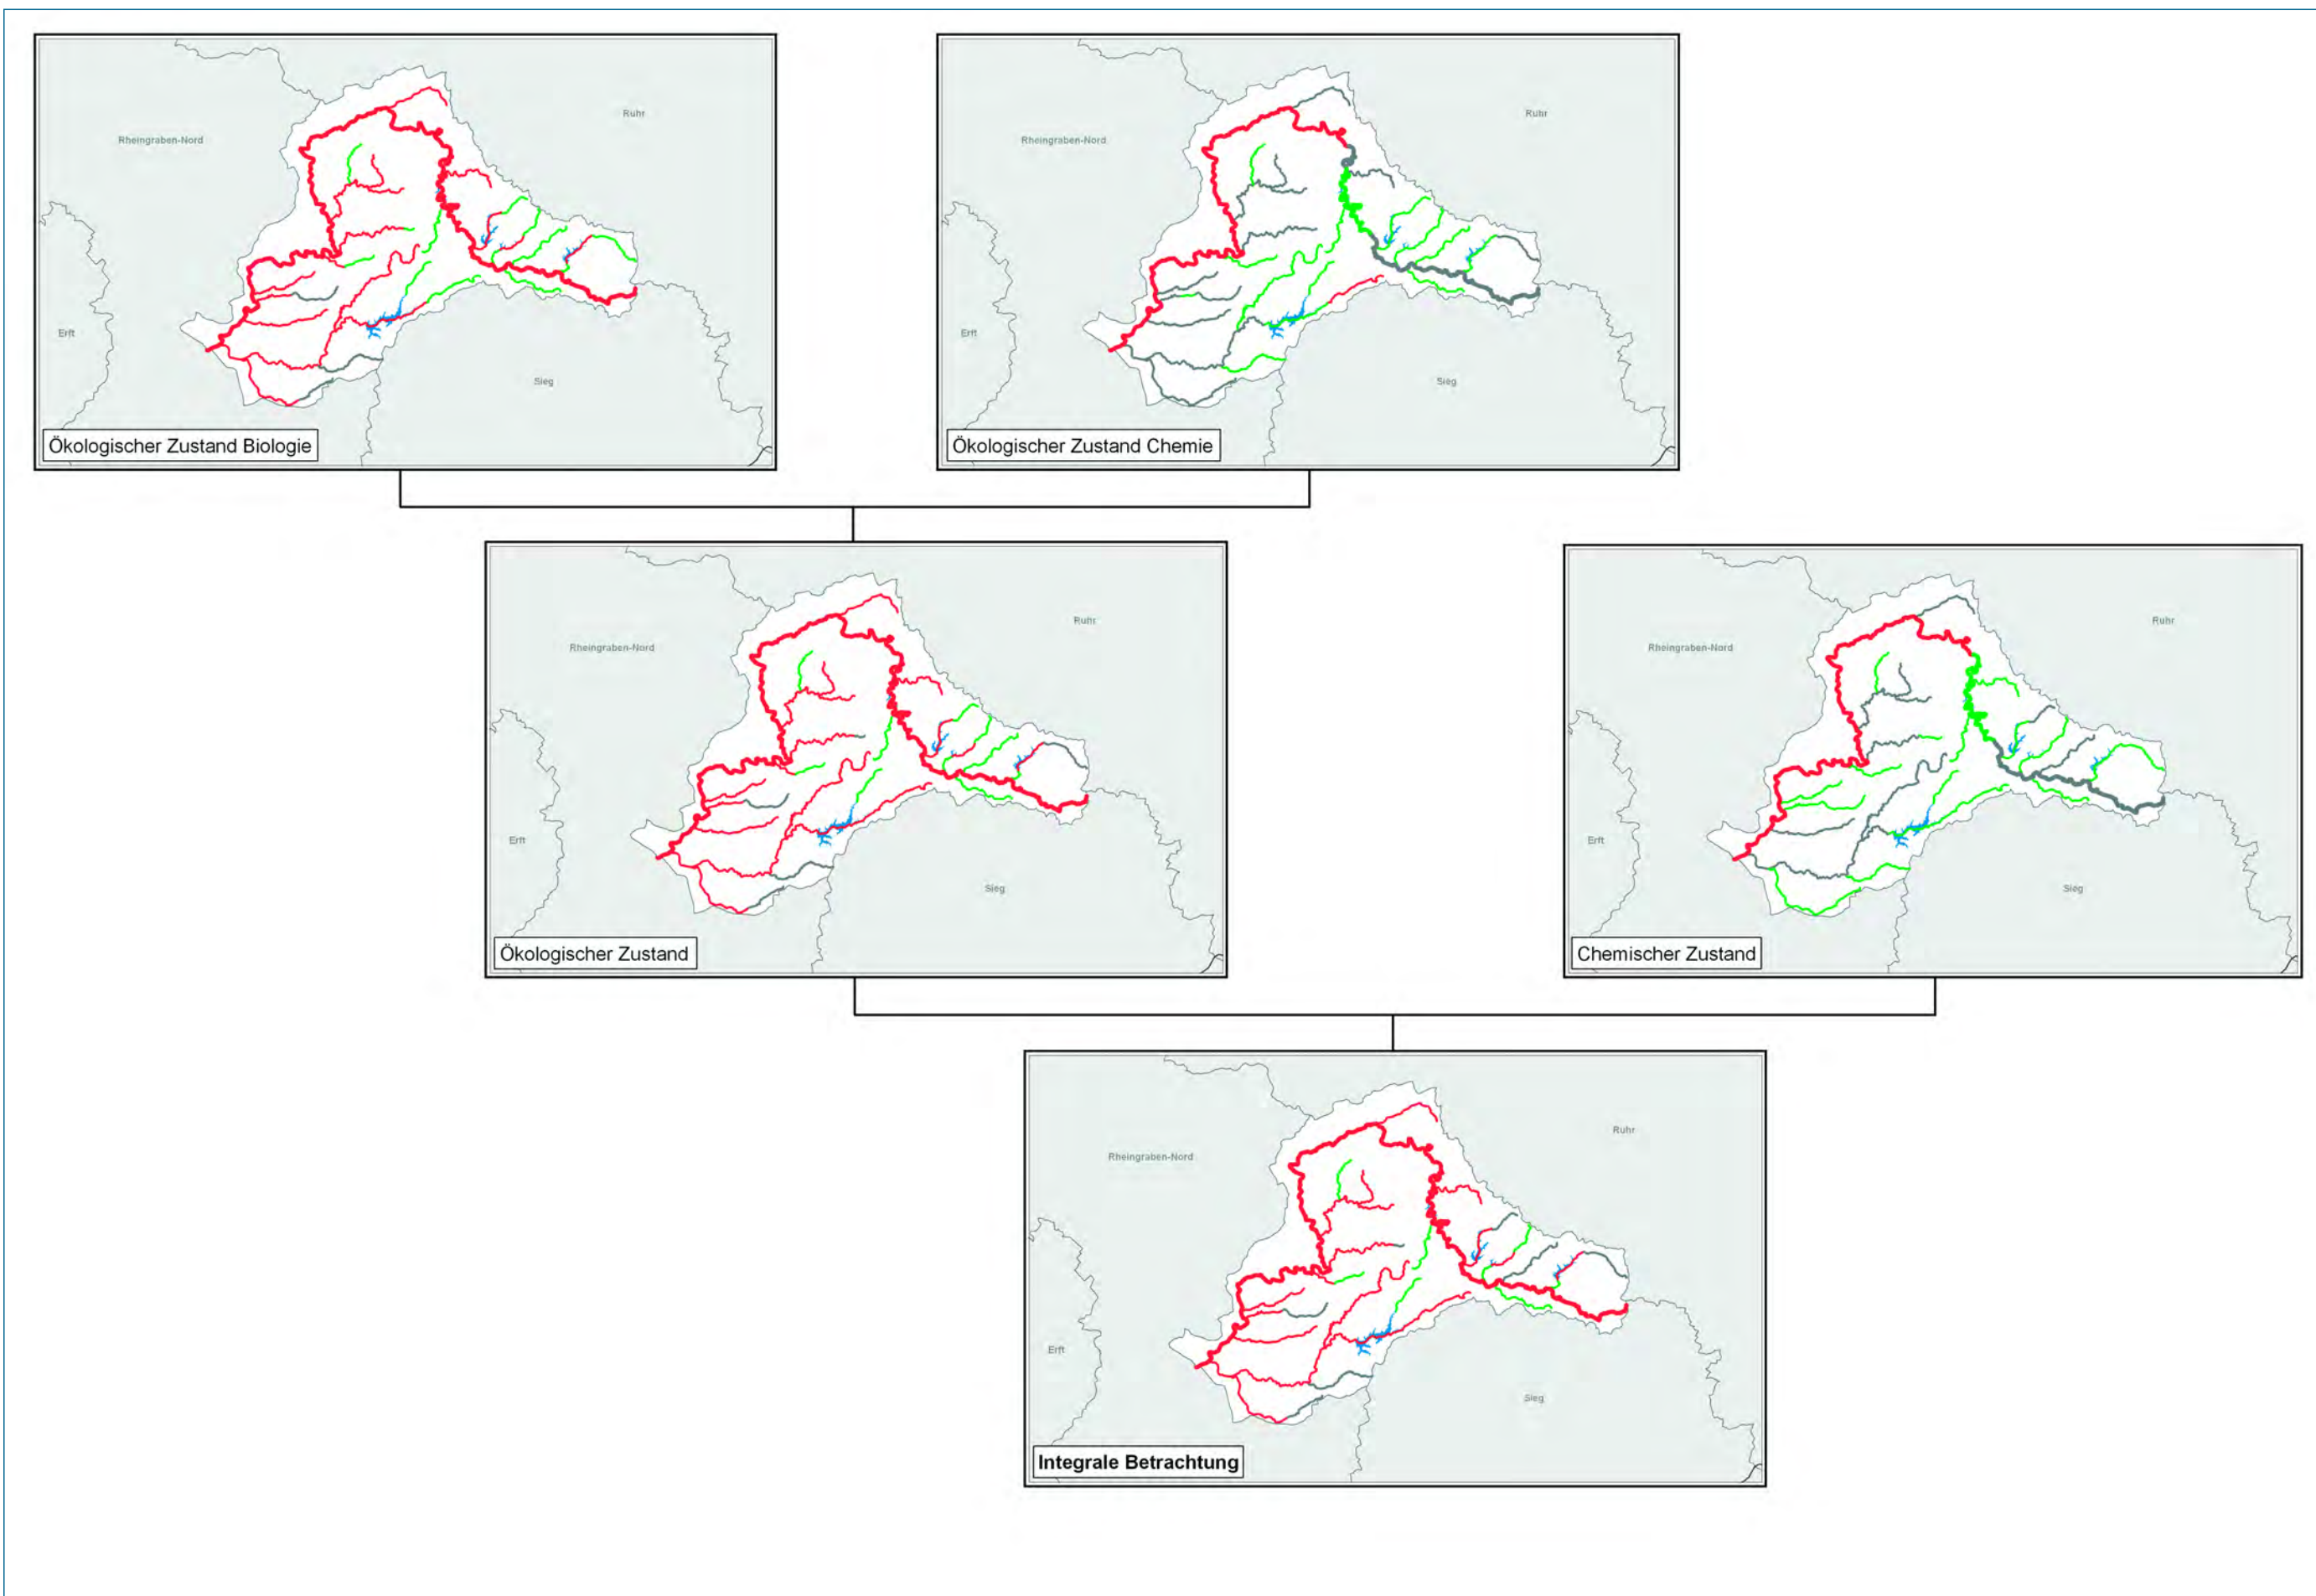 Ruhr
Rheingraben-Nord
Erft
Sieg
Ökologischer Zustand Biologie
Ruhr
Rheingraben-Nord
Erft
Sieg
Ökologischer Zustand Chemie
Ruhr
Rheingraben-Nord
Erft
Sieg
Ökologischer Zustand
Ruhr
Rheingraben-Nord
Erft
Sieg
Chemischer Zustand
Ruhr
Rheingraben-Nord
Erft
Sieg
Integrale Betrachtung